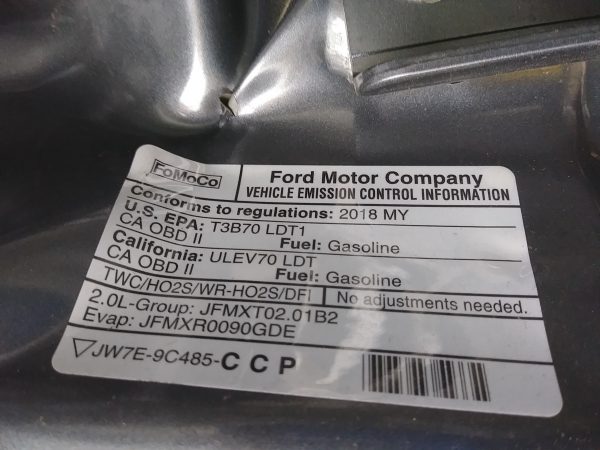 FoMoCo
Ford Motor Company
VEHICLE EMISSION CONTROL INFORMATION
Conforms to regulations: 2018 MY
U.S. EPA: T3B70 LDT1
CA OBD II Fuel: Gasoline
California: ULEV70 LDT
CA OBD II Fuel: Gasoline
TWC/HO2S/WR-HO2S/DFI No adjustments needed.
2.0L-Group: JFMXT02.01B2
Evap: JFMXR0090GDE
▽JW7E-9C485-C C P